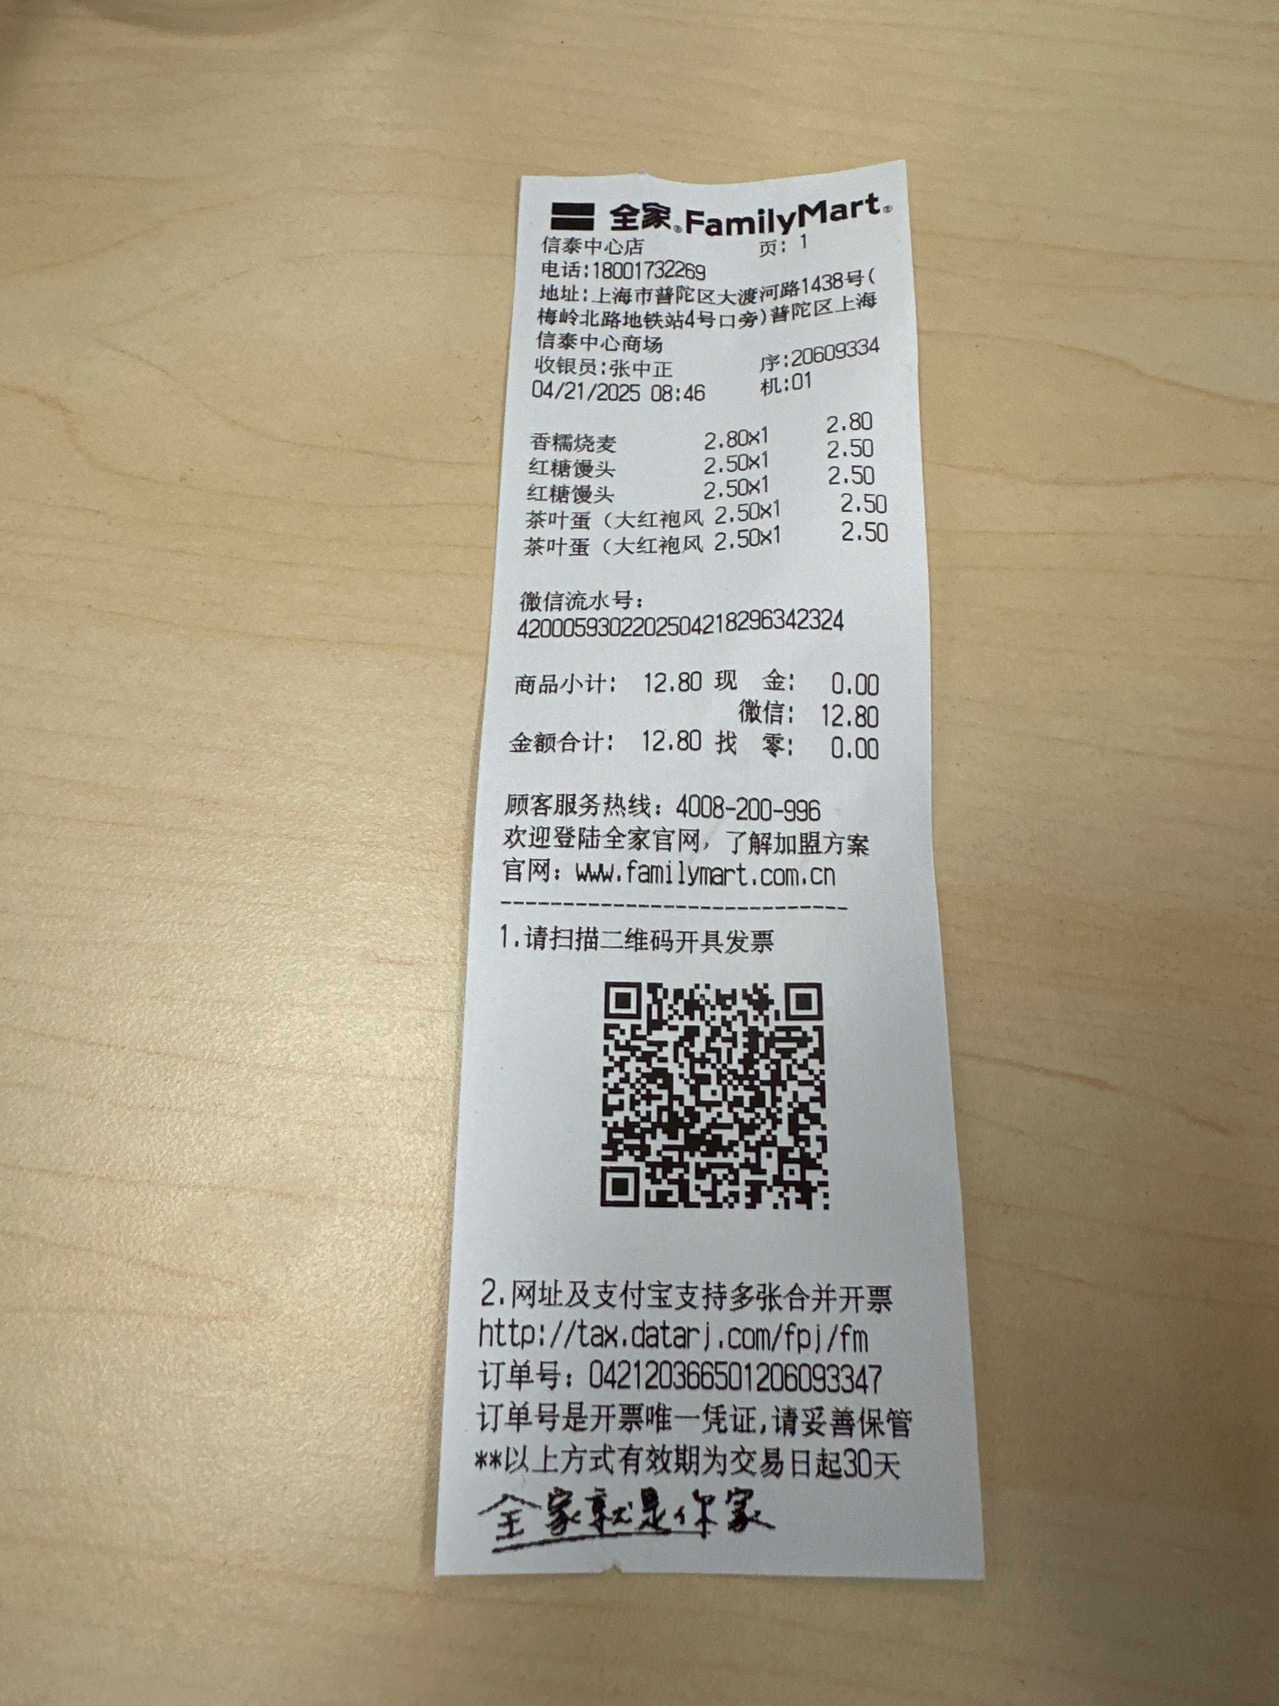 全家®FamilyMart®
信泰中心店 页: 1
电话:18001732269
地址:上海市普陀区大渡河路1438号(
梅岭北路地铁站4号口旁)普陀区上海
信泰中心商场
收银员:张中正 序:20609334
04/21/2025 08:46 机:01
香糯烧麦 2.80x1 2.80
红糖馒头 2.50x1 2.50
红糖馒头 2.50x1 2.50
茶叶蛋（大红袍风 2.50x1 2.50
茶叶蛋（大红袍风 2.50x1 2.50
微信流水号:
4200059302202504218296342324
商品小计: 12.80 现 金: 0.00
微信: 12.80
金额合计: 12.80 找 零: 0.00
顾客服务热线: 4008-200-996
欢迎登陆全家官网，了解加盟方案
官网: www.familymart.com.cn
----------------------------
1.请扫描二维码开具发票
2.网址及支付宝支持多张合并开票
http://tax.datarj.com/fpj/fm
订单号: 042120366501206093347
订单号是开票唯一凭证,请妥善保管
**以上方式有效期为交易日起30天
全家就是你家